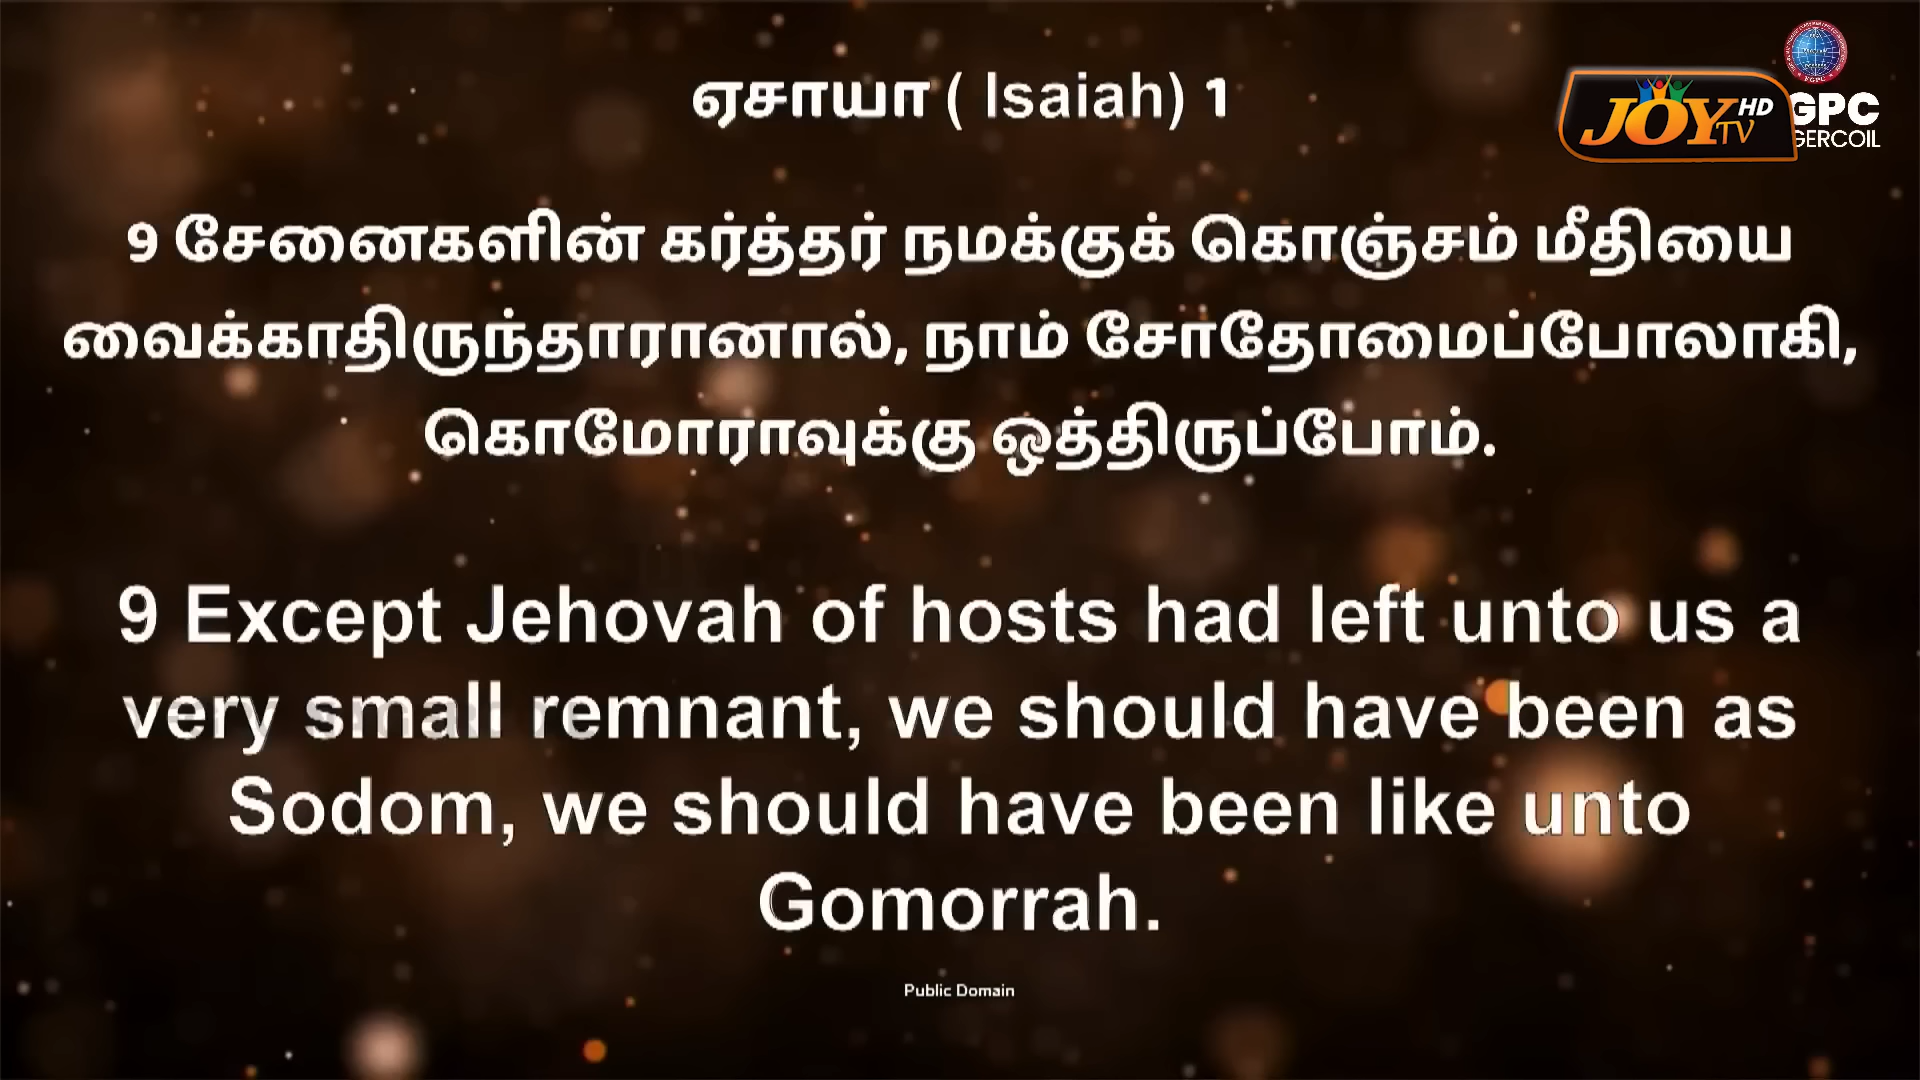 ஏசாயா ( Isaiah) 1
JOY TV HD
GPC
GERCOIL
9 சேனைகளின் கர்த்தர் நமக்குக் கொஞ்சம் மீதியை
வைக்காதிருந்தாரானால், நாம் சோதோமைப்போலாகி,
கொமோராவுக்கு ஒத்திருப்போம்.
9 Except Jehovah of hosts had left unto us a
very small remnant, we should have been as
Sodom, we should have been like unto
Gomorrah.
Public Domain